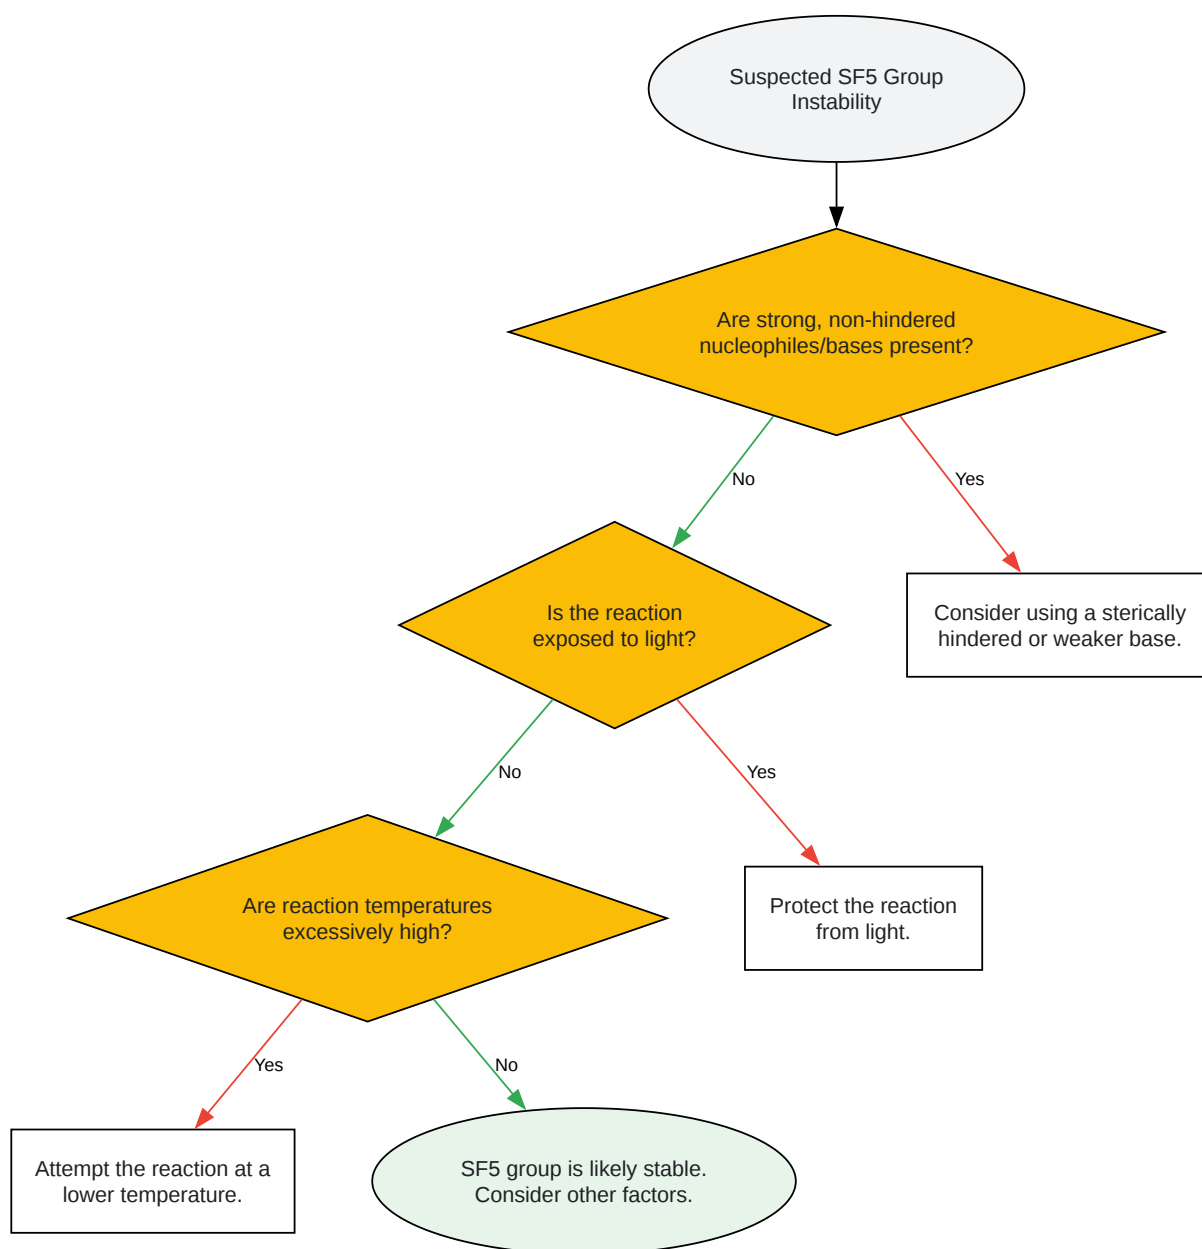 Suspected SF5 Group
Instability
Are strong, non-hindered
nucleophiles/bases present?
No
Yes
Is the reaction
exposed to light?
Consider using a sterically
hindered or weaker base.
No
Yes
Are reaction temperatures
excessively high?
Protect the reaction
from light.
Yes
No
Attempt the reaction at a
lower temperature.
SF5 group is likely stable.
Consider other factors.